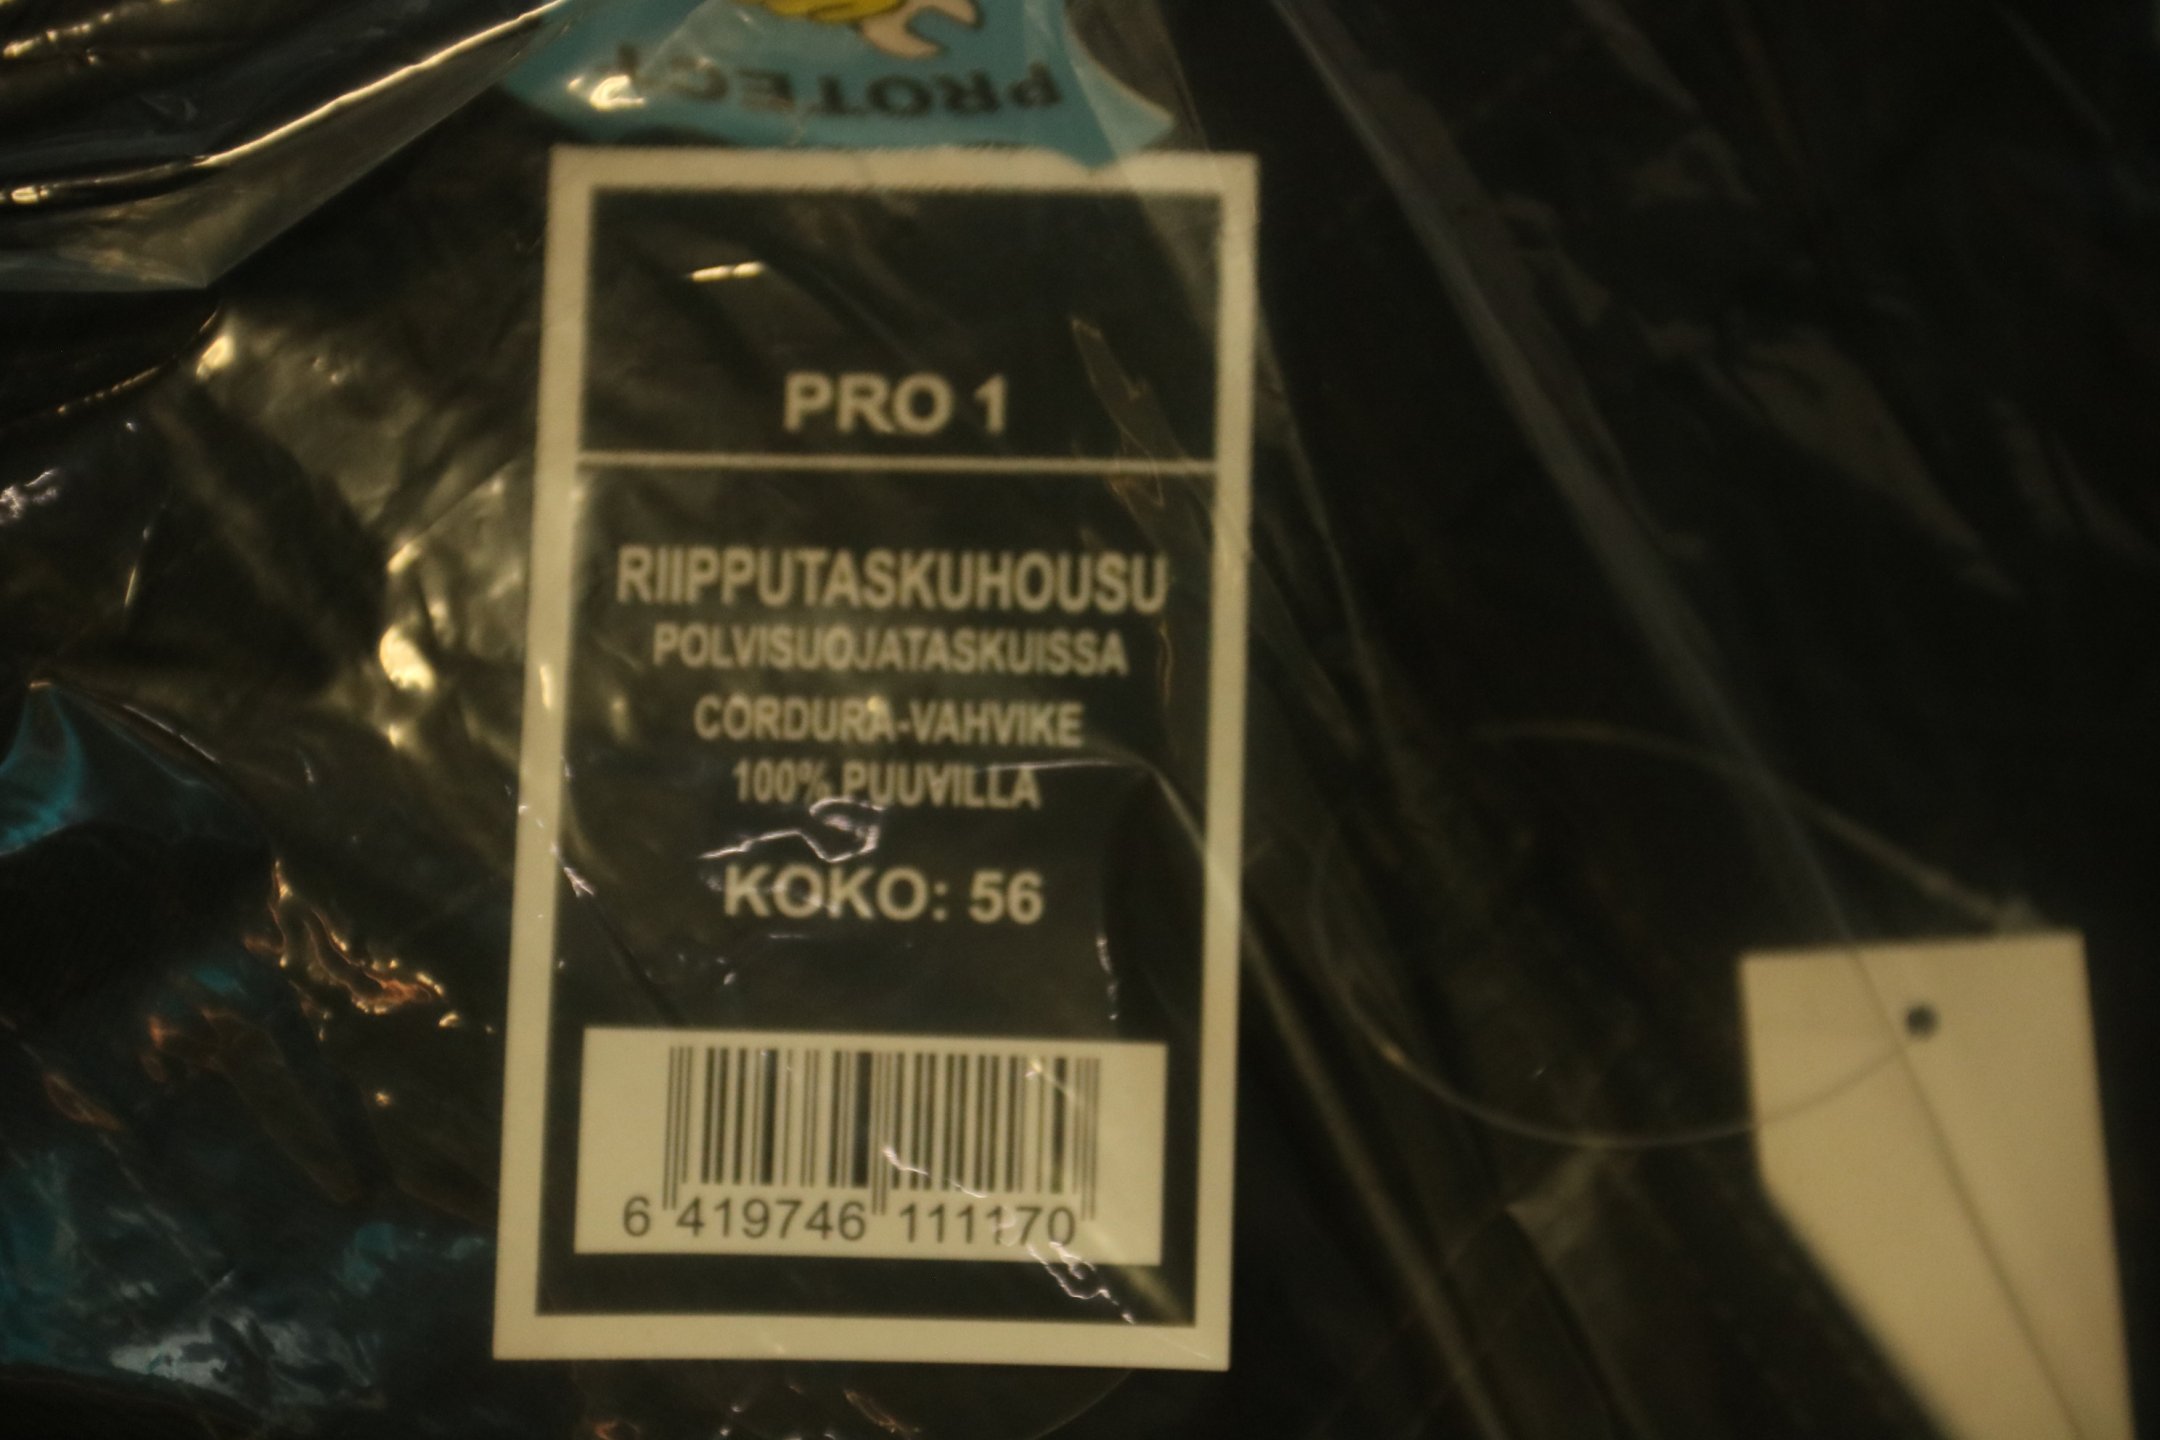 PROTECT
PRO 1
RIIPPUTASKUHOUSU
POLVISUOJATASKUISSA
CORDURA-VAHVIKE
100% PUUVILLA
KOKO: 56
6 419746 111170